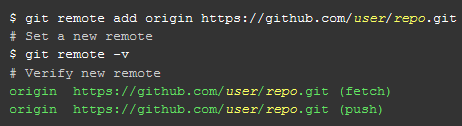 $ git remote add origin https://github.com/user/repo.git
# Set a new remote
$ git remote -v
# Verify new remote
origin  https://github.com/user/repo.git (fetch)
origin  https://github.com/user/repo.git (push)